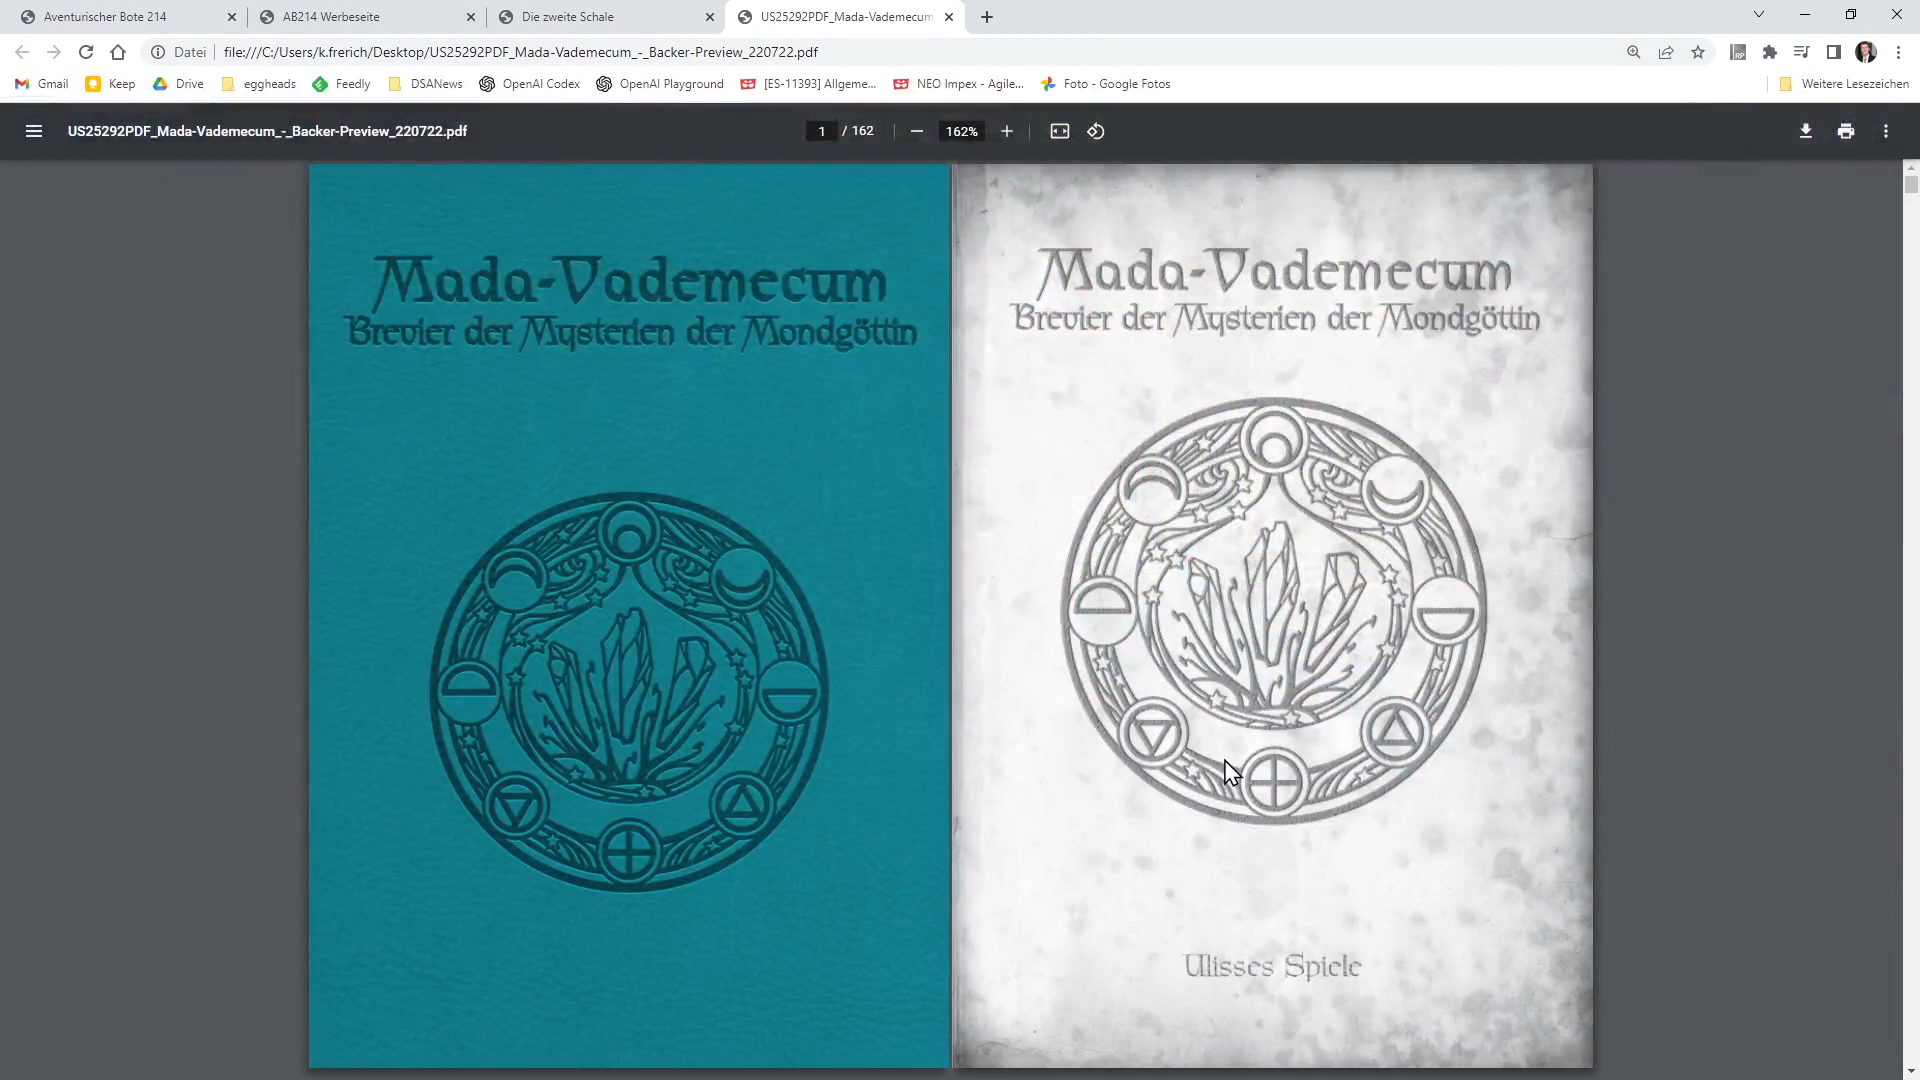 Aventurischer Bote 214
AB214 Werbeseite
Die zweite Schale
US25292PDF_Mada-Vademecum
Datei
file:///C:/Users/k.frerich/Desktop/US25292PDF_Mada-Vademecum_-_Backer-Preview_220722.pdf
Gmail
Keep
Drive
eggheads
Feedly
DSANews
OpenAI Codex
OpenAI Playground
[ES-11393] Allgeme...
NEO Impex - Agile...
Foto - Google Fotos
Weitere Lesezeichen
US25292PDF_Mada-Vademecum_-_Backer-Preview_220722.pdf
1 / 162
162%
Mada-Vademecum
Brevier der Mysterien der Mondgöttin
Mada-Vademecum
Brevier der Mysterien der Mondgöttin
Ulisses Spiele